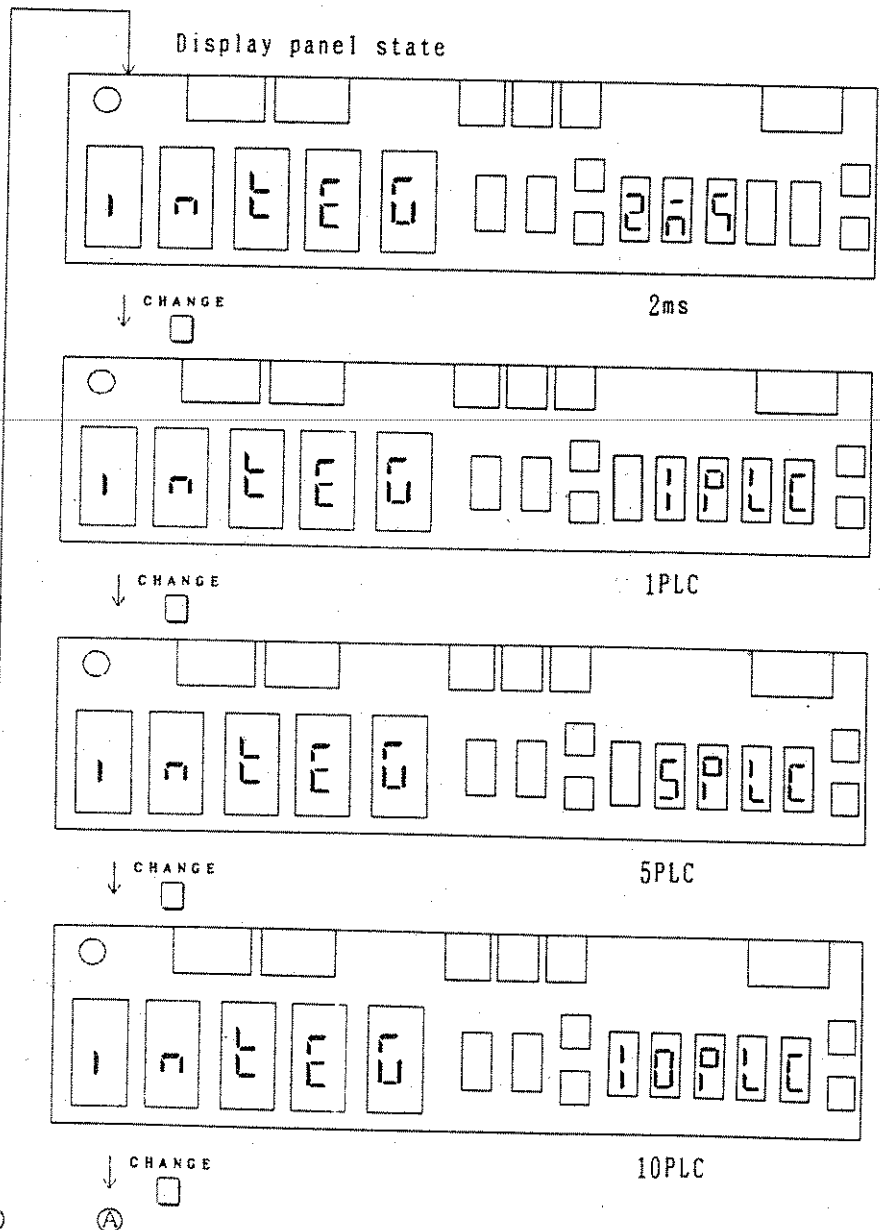 Display panel state
intEG 2mS
2ms
CHANGE
intEG 1PLC
1PLC
CHANGE
intEG 5PLC
5PLC
CHANGE
intEG 10PLC
10PLC
CHANGE
Ⓐ